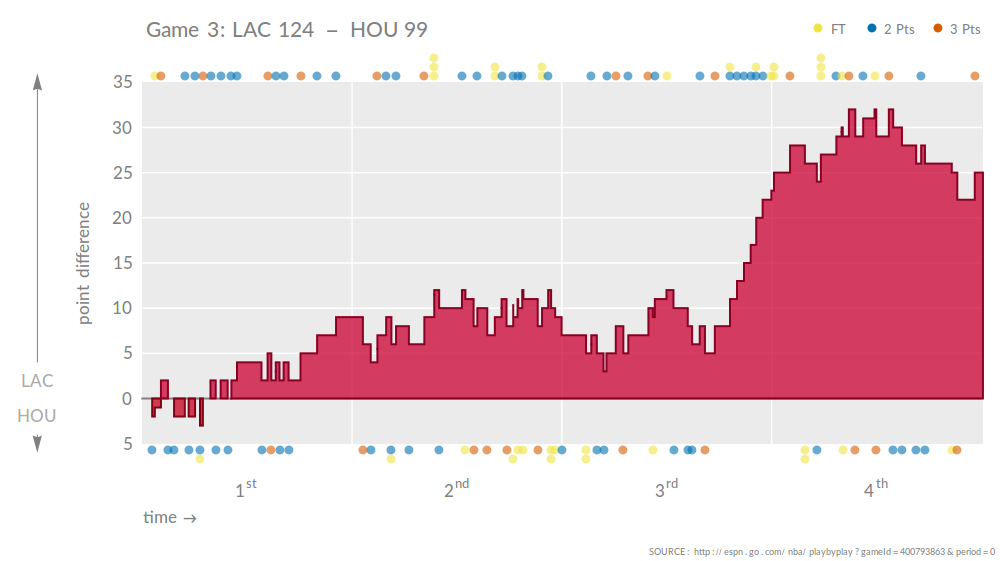 Game 3: LAC 124 – HOU 99
FT
2 Pts
3 Pts
35
30
25
20
15
10
5
0
5
point difference
LAC
HOU
1st
2nd
3rd
4th
time →
SOURCE : http :// espn . go . com/ nba/ playbyplay ? gameId = 400793863 & period = 0